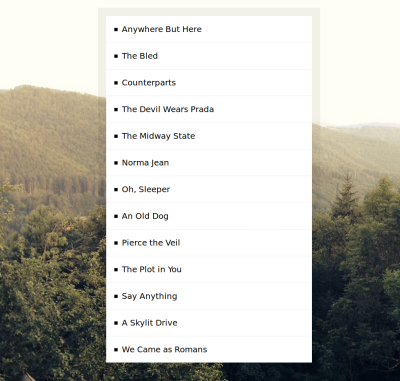 Anywhere But Here
The Bled
Counterparts
The Devil Wears Prada
The Midway State
Norma Jean
Oh, Sleeper
An Old Dog
Pierce the Veil
The Plot in You
Say Anything
A Skylit Drive
We Came as Romans